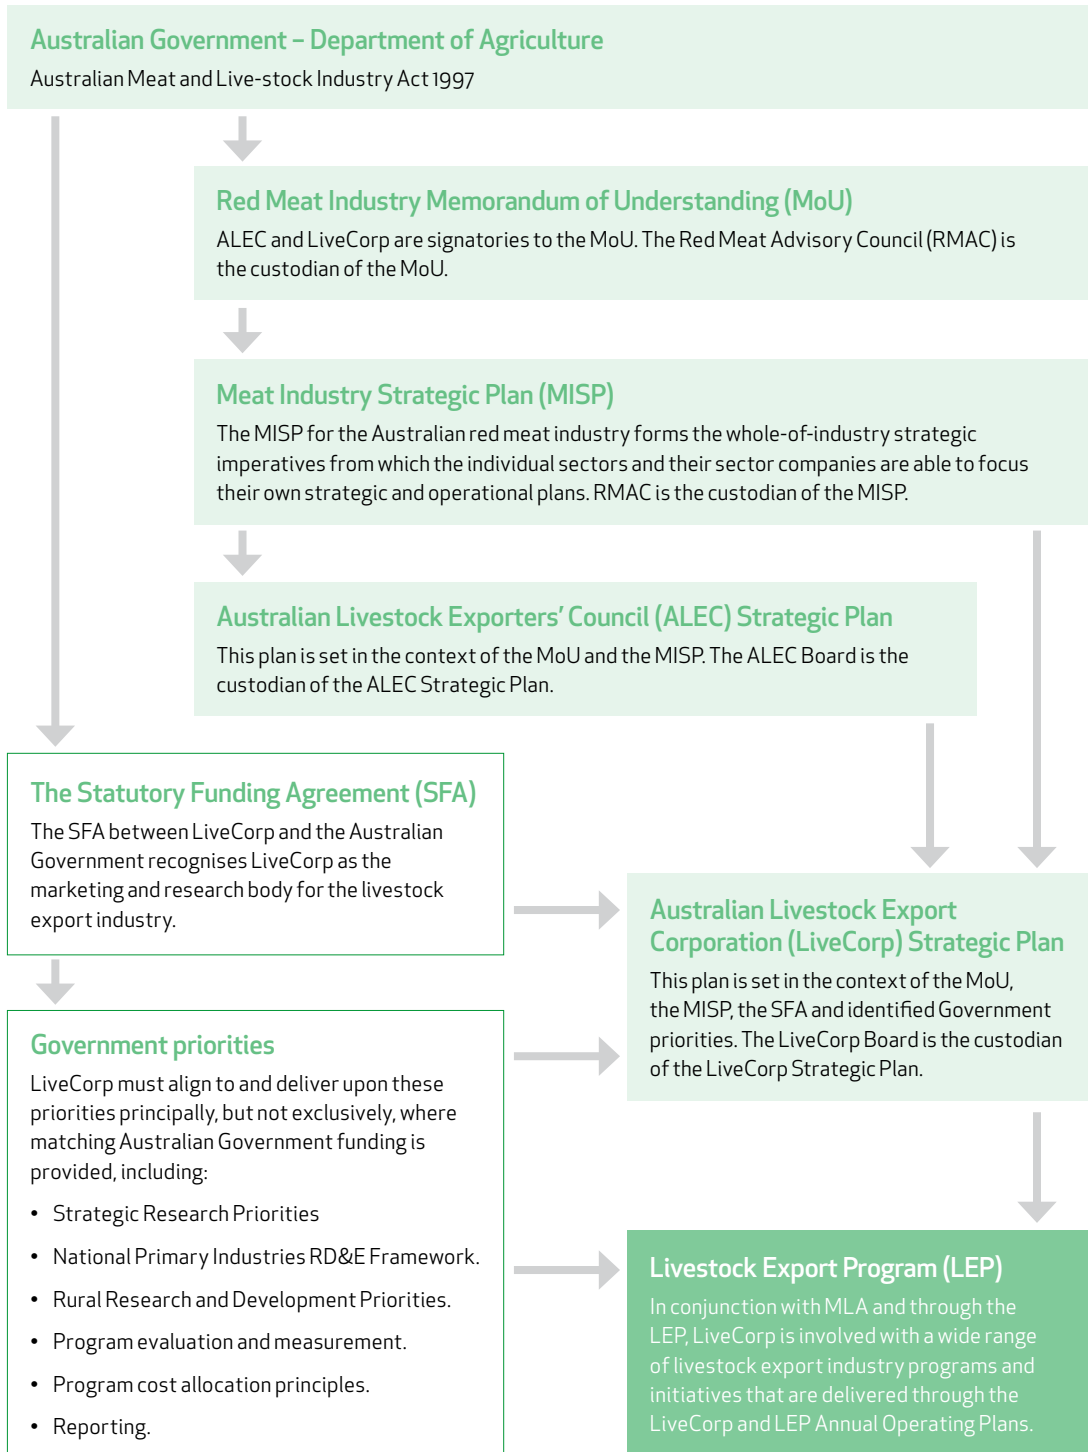 Australian Government – Department of Agriculture
Australian Meat and Live-stock Industry Act 1997
Red Meat Industry Memorandum of Understanding (MoU)
ALEC and LiveCorp are signatories to the MoU. The Red Meat Advisory Council (RMAC) is
the custodian of the MoU.
Meat Industry Strategic Plan (MISP)
The MISP for the Australian red meat industry forms the whole-of-industry strategic
imperatives from which the individual sectors and their sector companies are able to focus
their own strategic and operational plans. RMAC is the custodian of the MISP.
Australian Livestock Exporters’ Council (ALEC) Strategic Plan
This plan is set in the context of the MoU and the MISP. The ALEC Board is the
custodian of the ALEC Strategic Plan.
The Statutory Funding Agreement (SFA)
The SFA between LiveCorp and the Australian
Government recognises LiveCorp as the
marketing and research body for the livestock
export industry.
Australian Livestock Export
Corporation (LiveCorp) Strategic Plan
This plan is set in the context of the MoU,
the MISP, the SFA and identified Government
priorities. The LiveCorp Board is the custodian
of the LiveCorp Strategic Plan.
Government priorities
LiveCorp must align to and deliver upon these
priorities principally, but not exclusively, where
matching Australian Government funding is
provided, including:
• Strategic Research Priorities
• National Primary Industries RD&E Framework.
• Rural Research and Development Priorities.
• Program evaluation and measurement.
• Program cost allocation principles.
• Reporting.
Livestock Export Program (LEP)
In conjunction with MLA and through the
LEP, LiveCorp is involved with a wide range
of livestock export industry programs and
initiatives that are delivered through the
LiveCorp and LEP Annual Operating Plans.